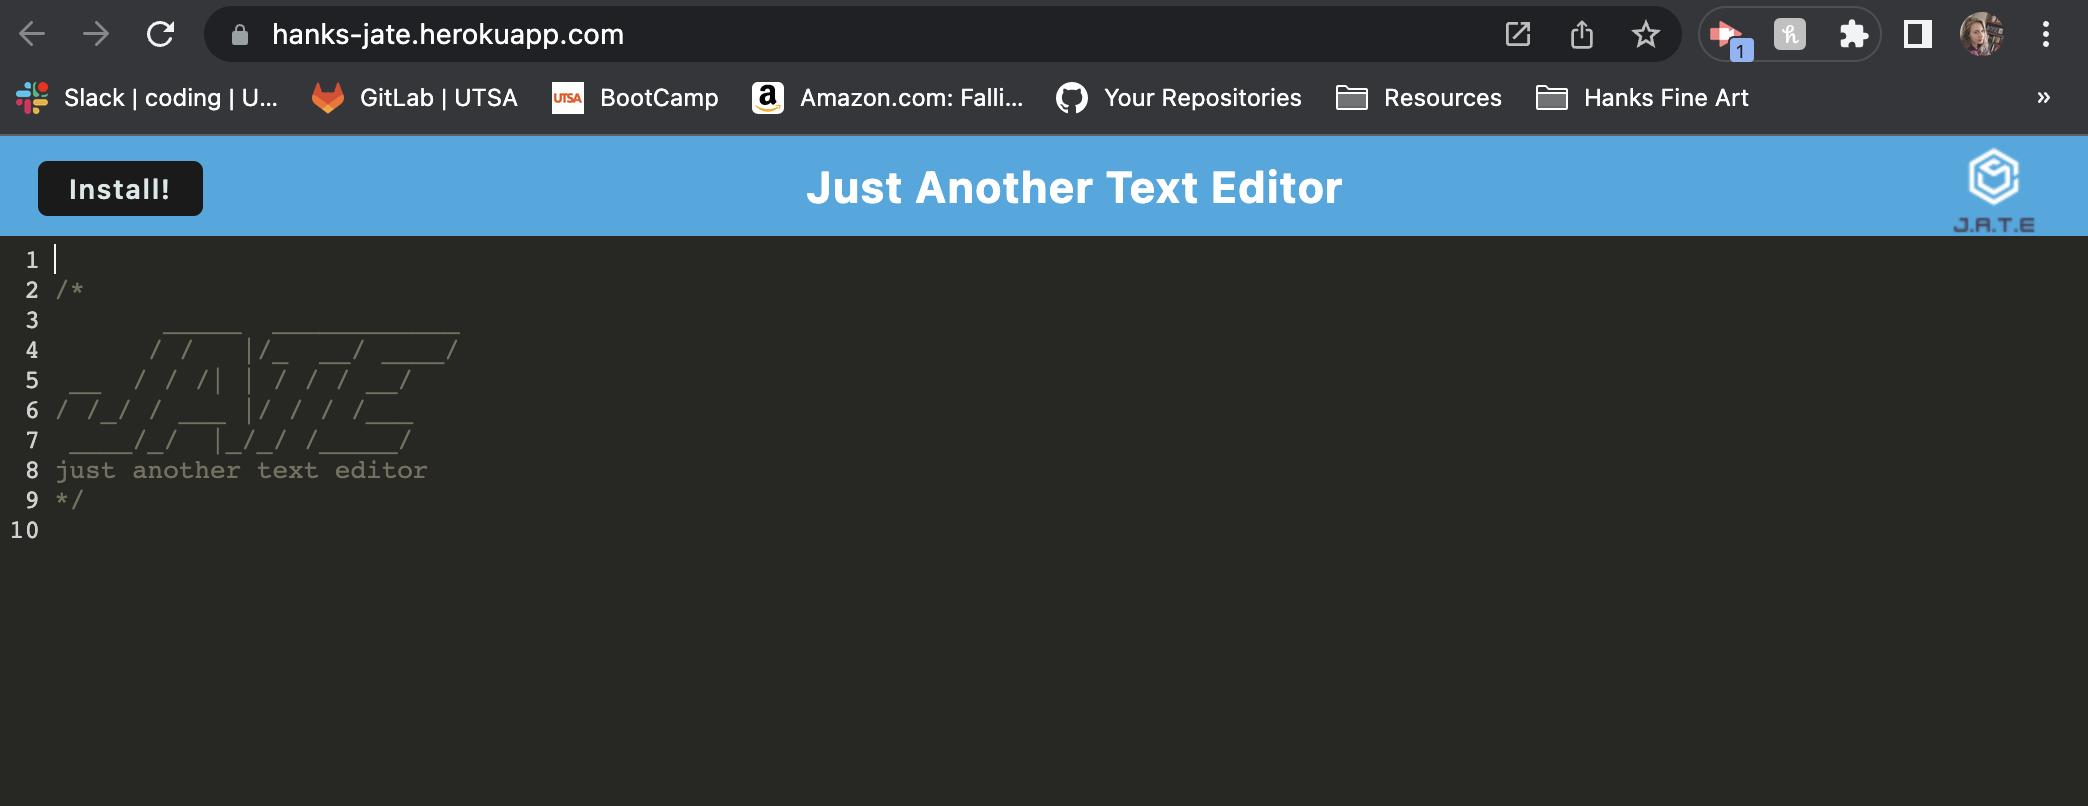 hanks-jate.herokuapp.com
1
Slack | coding | U...
GitLab | UTSA
UTSA
BootCamp
Amazon.com: Falli...
Your Repositories
Resources
Hanks Fine Art
»
Install!
Just Another Text Editor
J.A.T.E
1
2 /*
3        _____  ____________
4       / /    |/_  __/ ____/
5  __  / / /| | / / / __/
6 / /_/ / ___ |/ / / /___
7  ____/_/  |_/_/ /_____/
8 just another text editor
9 */
10